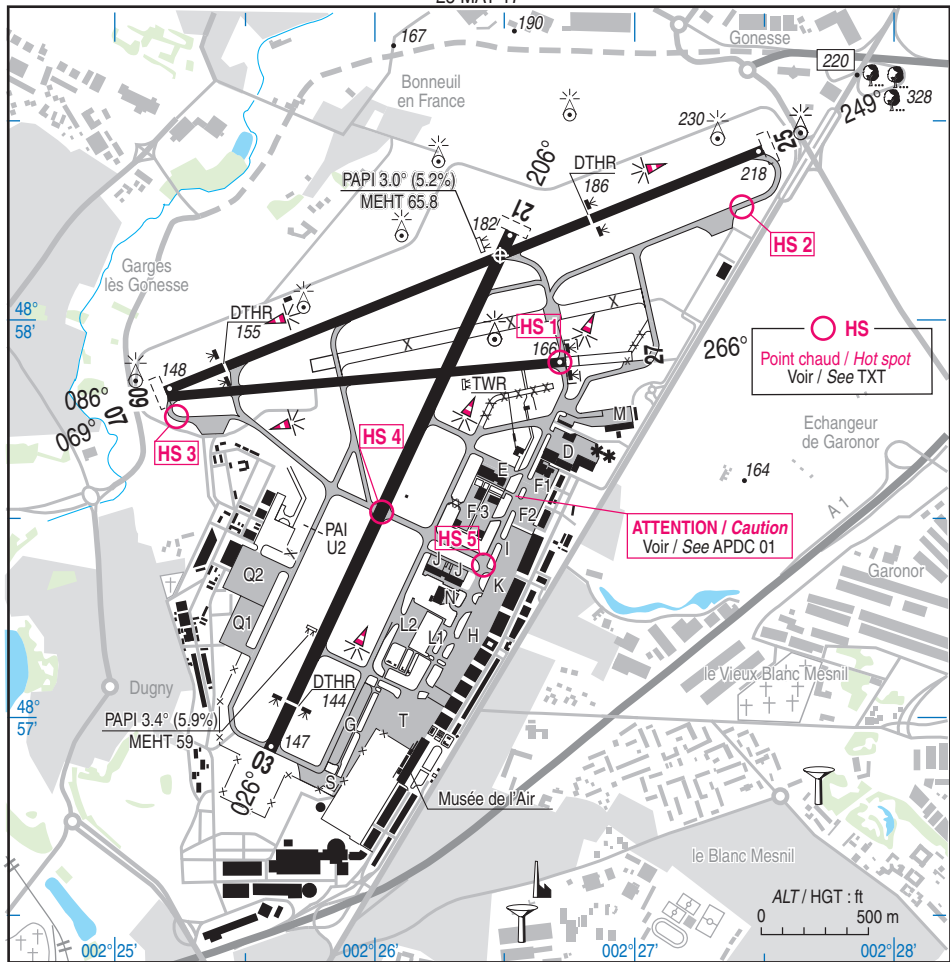 167
190
Gonesse
220
328
249°
Bonneuil
en France
230
25
206°
DTHR
186
218
PAPI 3.0° (5.2%)
MEHT 65.8
182
21
HS 2
Garges
lès Gonesse
48°
58'
DTHR
155
HS 1
166
27
266°
HS
Point chaud / Hot spot
Voir / See TXT
148
086°
09
07
069°
TWR
HS 3
HS 4
M
D
Echangeur
de Garonor
E
F1
164
F3
F2
A 1
PAI
U2
HS 5
I
ATTENTION / Caution
Voir / See APDC 01
J
J
K
Garonor
Q2
N
Q1
L2
L1
H
le Vieux Blanc Mesnil
Dugny
DTHR
144
48°
57'
PAPI 3.4° (5.9%)
MEHT 59
G
T
147
03
026°
S
Musée de l'Air
le Blanc Mesnil
ALT / HGT : ft
0
500 m
002° 25'
002° 26'
002° 27'
002° 28'